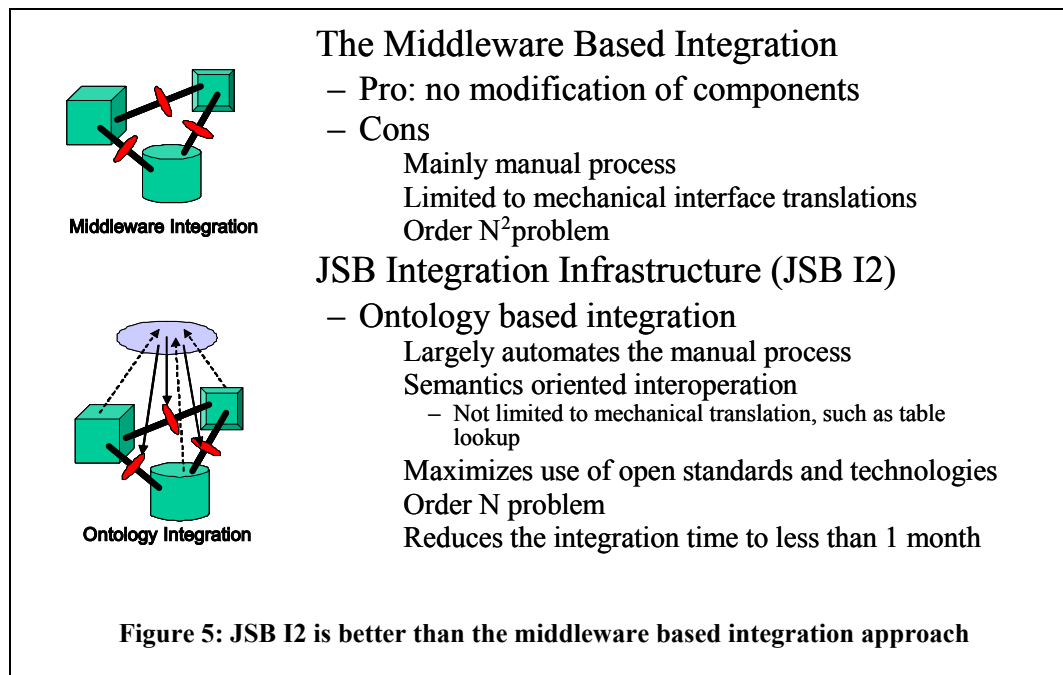 The Middleware Based Integration
– Pro: no modification of components
– Cons
Mainly manual process
Limited to mechanical interface translations
Order N² problem
Middleware Integration
JSB Integration Infrastructure (JSB I2)
– Ontology based integration
Largely automates the manual process
Semantics oriented interoperation
– Not limited to mechanical translation, such as table
lookup
Maximizes use of open standards and technologies
Order N problem
Reduces the integration time to less than 1 month
Ontology Integration
Figure 5: JSB I2 is better than the middleware based integration approach